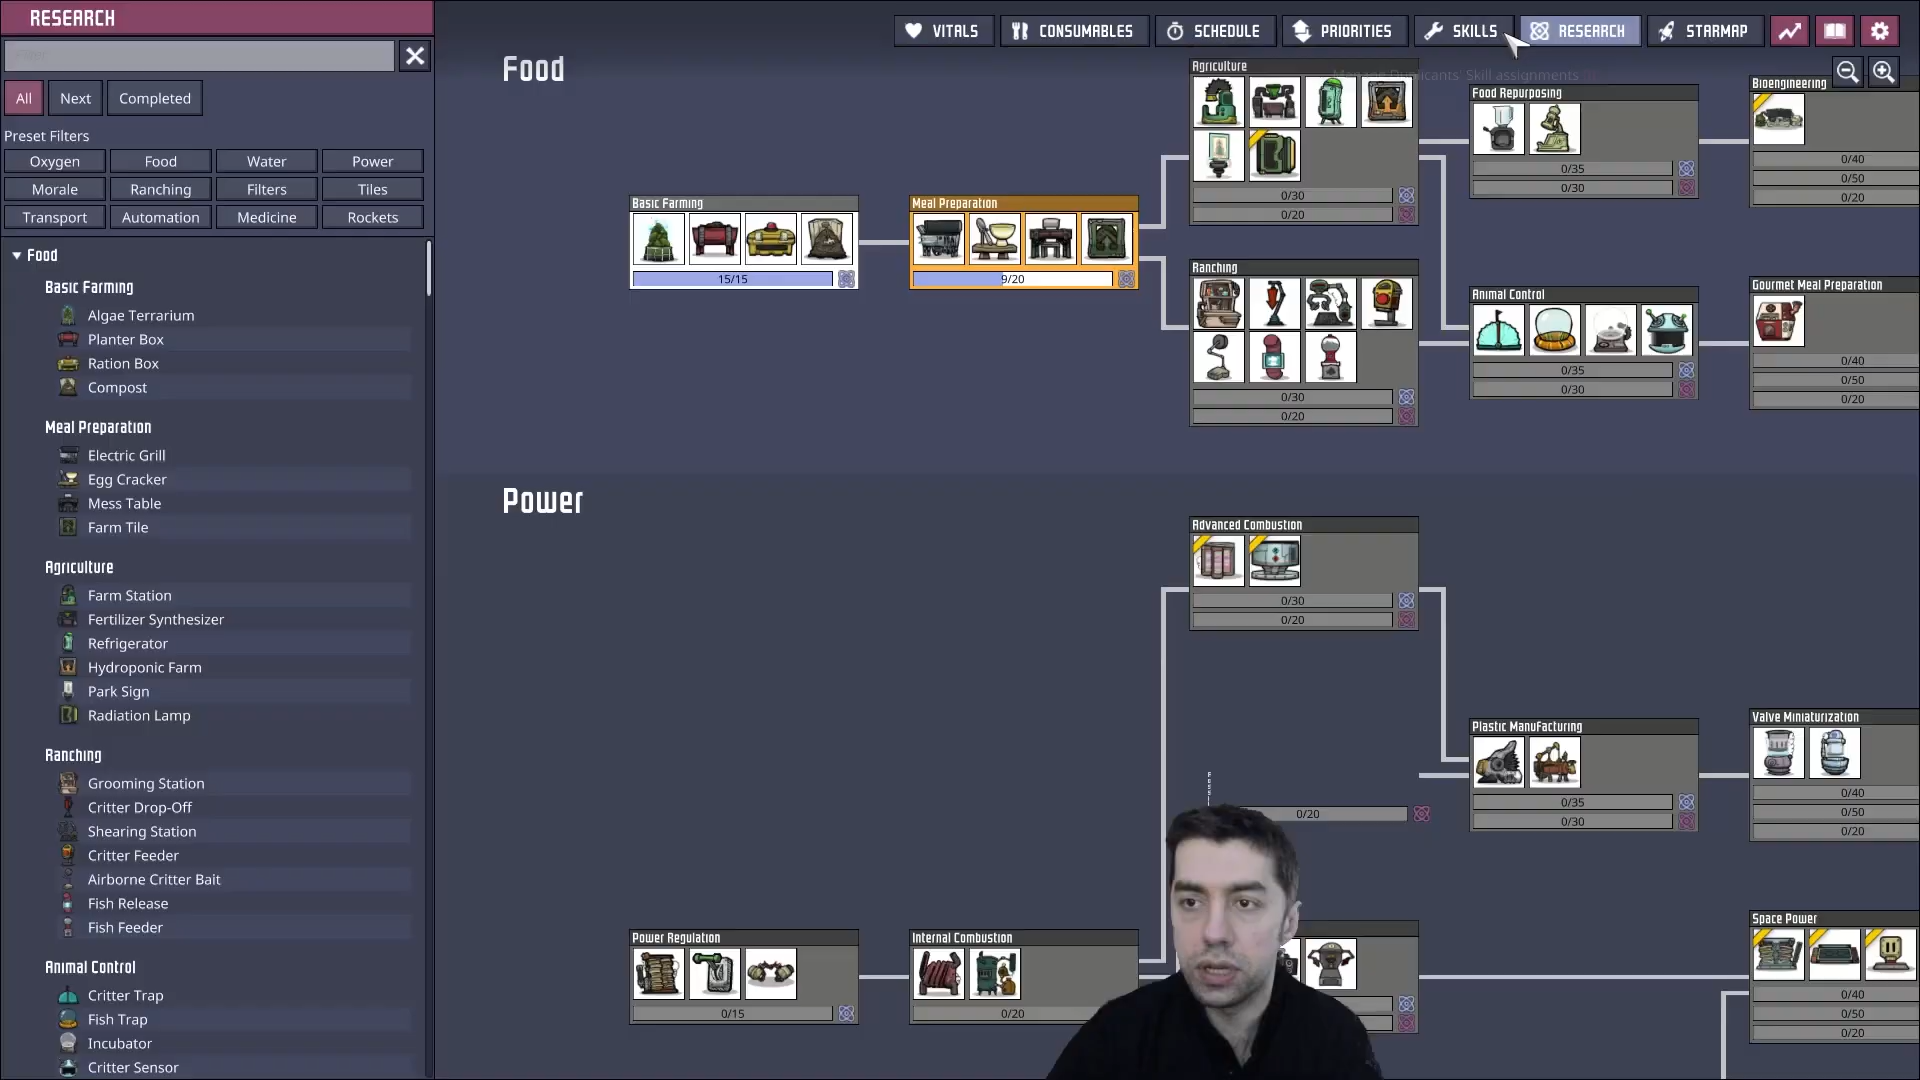 RESEARCH
All
Next
Completed
Preset Filters
Oxygen
Food
Water
Power
Morale
Ranching
Filters
Tiles
Transport
Automation
Medicine
Rockets
Food
Basic Farming
Algae Terrarium
Planter Box
Ration Box
Compost
Meal Preparation
Electric Grill
Egg Cracker
Mess Table
Farm Tile
Agriculture
Farm Station
Fertilizer Synthesizer
Refrigerator
Hydroponic Farm
Park Sign
Radiation Lamp
Ranching
Grooming Station
Critter Drop-Off
Shearing Station
Critter Feeder
Airborne Critter Bait
Fish Release
Fish Feeder
Animal Control
Critter Trap
Fish Trap
Incubator
Critter Sensor
VITALS
CONSUMABLES
SCHEDULE
PRIORITIES
SKILLS
RESEARCH
STARMAP
Skill assignments
Food
Basic Farming
15/15
Meal Preparation
9/20
Agriculture
0/30
0/20
Ranching
0/30
0/20
Food Repurposing
0/35
0/30
Animal Control
0/35
0/30
Bioengineering
0/40
0/50
0/20
Gourmet Meal Preparation
0/40
0/50
0/20
Power
Power Regulation
0/15
Internal Combustion
0/20
Advanced Combustion
0/30
0/20
0/20
Plastic Manufacturing
0/35
0/30
Valve Miniaturization
0/40
0/50
0/20
Space Power
0/40
0/50
0/20